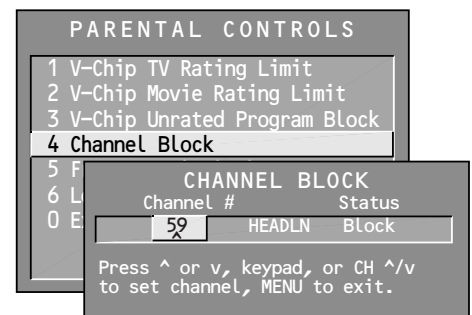 PARENTAL CONTROLS
1 V-Chip TV Rating Limit
2 V-Chip Movie Rating Limit
3 V-Chip Unrated Program Block
4 Channel Block
5
6
0
CHANNEL BLOCK
Channel # Status
59 HEADLN Block
Press ^ or v, keypad, or CH ^/v
to set channel, MENU to exit.